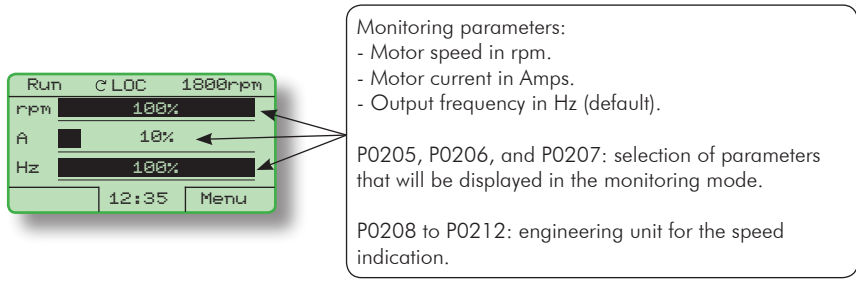 Run ↻LOC 1800rpm
rpm 100%
A 10%
Hz 100%
12:35 Menu
Monitoring parameters:
- Motor speed in rpm.
- Motor current in Amps.
- Output frequency in Hz (default).
P0205, P0206, and P0207: selection of parameters
that will be displayed in the monitoring mode.
P0208 to P0212: engineering unit for the speed
indication.